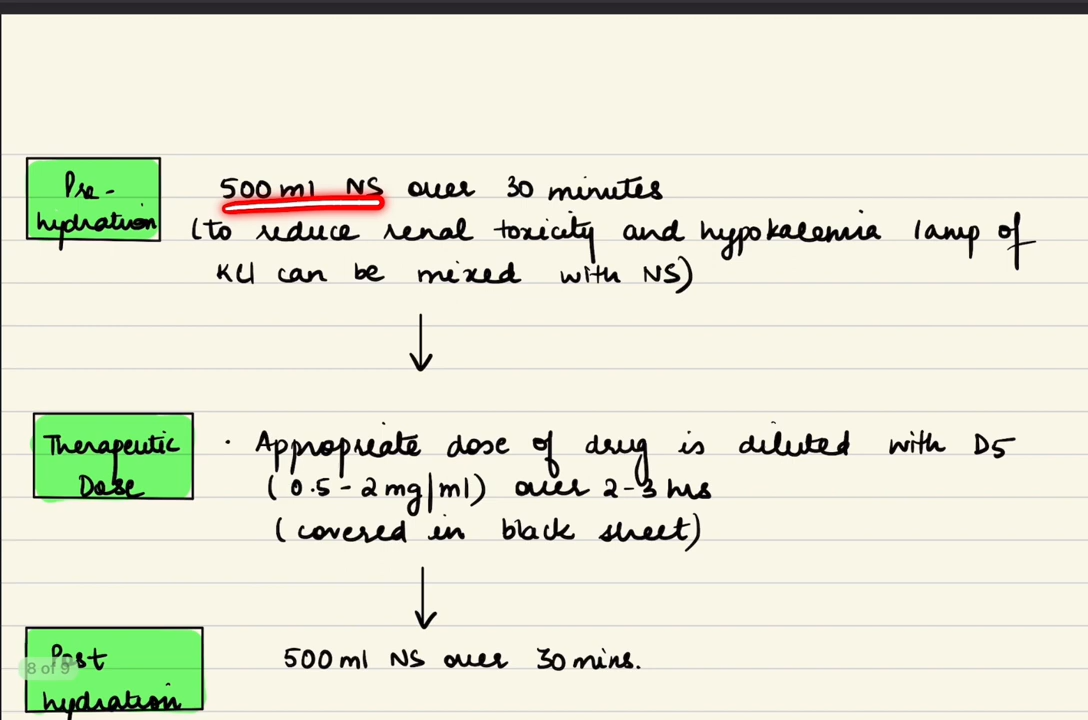 Pre-
hydration
500 ml NS over 30 minutes
(to reduce renal toxicity and hypokalemia 1 amp of
KCl can be mixed with NS)
Therapeutic
Dose
· Appropriate dose of drug is diluted with D5
(0.5 - 2 mg/ml) over 2-3 hrs
(covered in black sheet)
Post
hydration
500 ml NS over 30 mins.
8 of 9